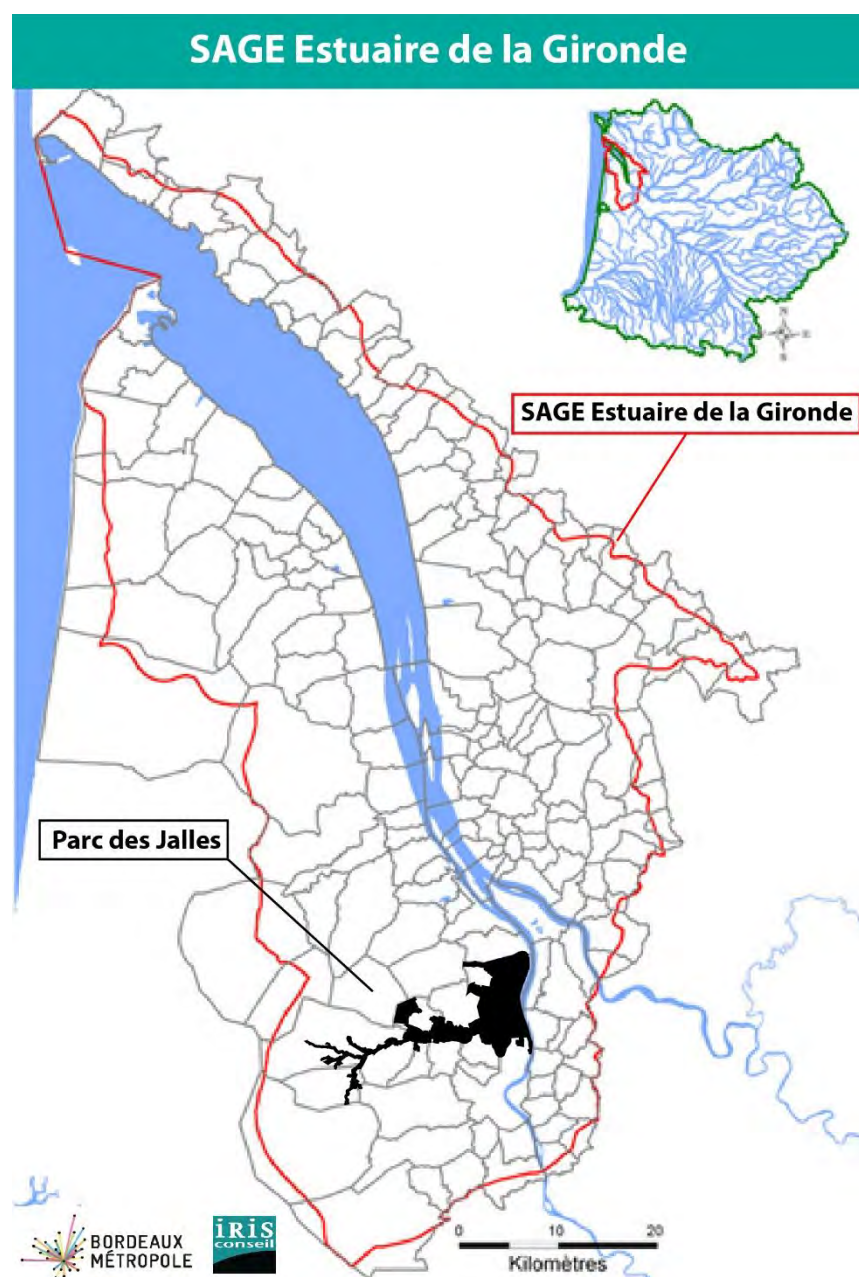 SAGE Estuaire de la Gironde
SAGE Estuaire de la Gironde
Parc des Jalles
BORDEAUX
MÉTROPOLE
iRiS
conseil
0 10 20
Kilomètres